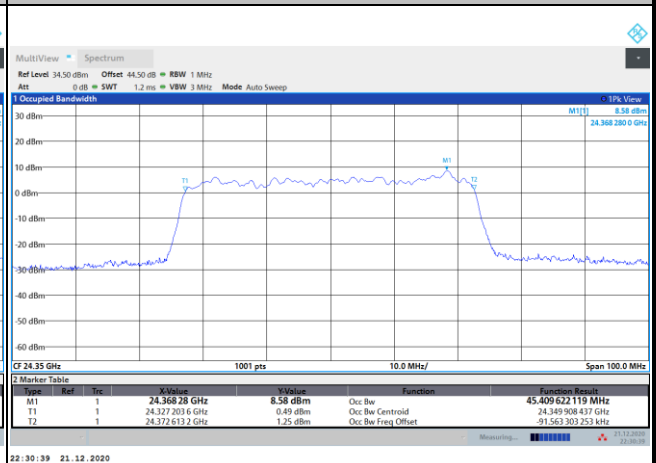 MultiView Spectrum
Ref Level 34.50 dBm Offset 44.50 dB RBW 1 MHz
Att 0 dB SWT 1.2 ms VBW 3 MHz Mode Auto Sweep
1 Occupied Bandwidth 1Pk View
M1[1] 8.58 dBm
24.368 280 0 GHz
30 dBm
20 dBm
10 dBm
0 dBm
-10 dBm
-20 dBm
-30 dBm
-40 dBm
-50 dBm
-60 dBm
T1
M1
T2
CF 24.35 GHz 1001 pts 10.0 MHz/ Span 100.0 MHz
2 Marker Table
Type Ref Trc X-Value Y-Value Function Function Result
M1 1 24.368 28 GHz 8.58 dBm Occ Bw 45.409 622 119 MHz
T1 1 24.327 203 6 GHz 0.49 dBm Occ Bw Centroid 24.349 908 437 GHz
T2 1 24.372 613 2 GHz 1.25 dBm Occ Bw Freq Offset -91.563 303 253 kHz
Measuring... 21.12.2020
22:30:39
22:30:39 21.12.2020